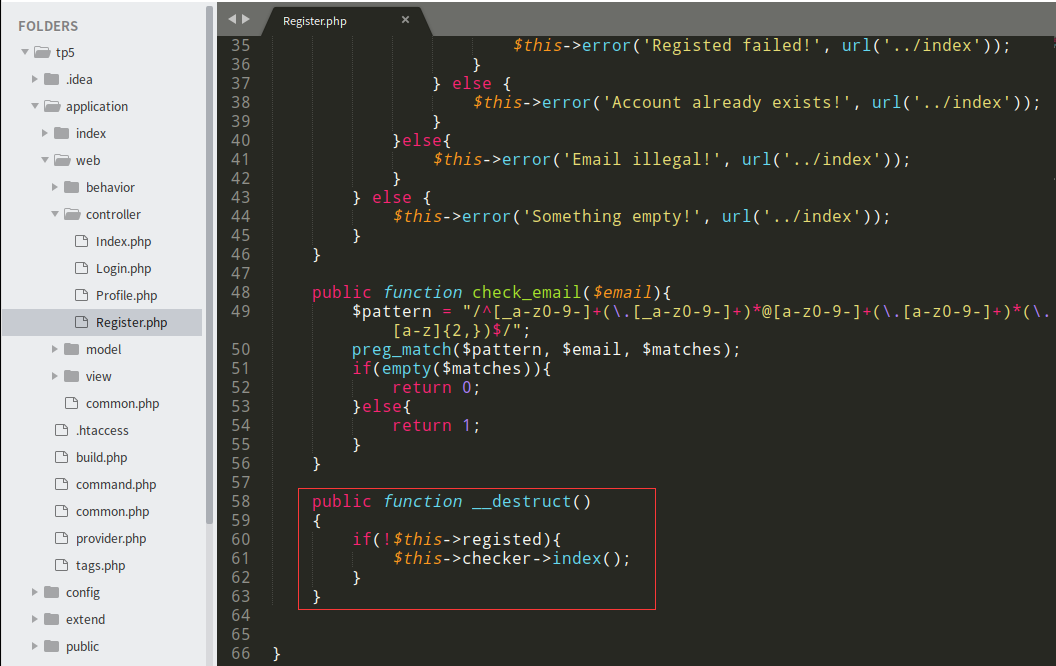 FOLDERS
tp5
.idea
application
index
web
behavior
controller
Index.php
Login.php
Profile.php
Register.php
model
view
common.php
.htaccess
build.php
command.php
common.php
provider.php
tags.php
config
extend
public
Register.php ×
35 $this->error('Registed failed!', url('../index'));
36 }
37 } else {
38 $this->error('Account already exists!', url('../index'));
39 }
40 }else{
41 $this->error('Email illegal!', url('../index'));
42 }
43 } else {
44 $this->error('Something empty!', url('../index'));
45 }
46 }
47
48 public function check_email($email){
49 $pattern = "/^[_a-z0-9-]+(\.[_a-z0-9-]+)*@[a-z0-9-]+(\.[a-z0-9-]+)*(\.
[a-z]{2,})$/";
50 preg_match($pattern, $email, $matches);
51 if(empty($matches)){
52 return 0;
53 }else{
54 return 1;
55 }
56 }
57
58 public function __destruct()
59 {
60 if(!$this->registed){
61 $this->checker->index();
62 }
63 }
64
65
66 }